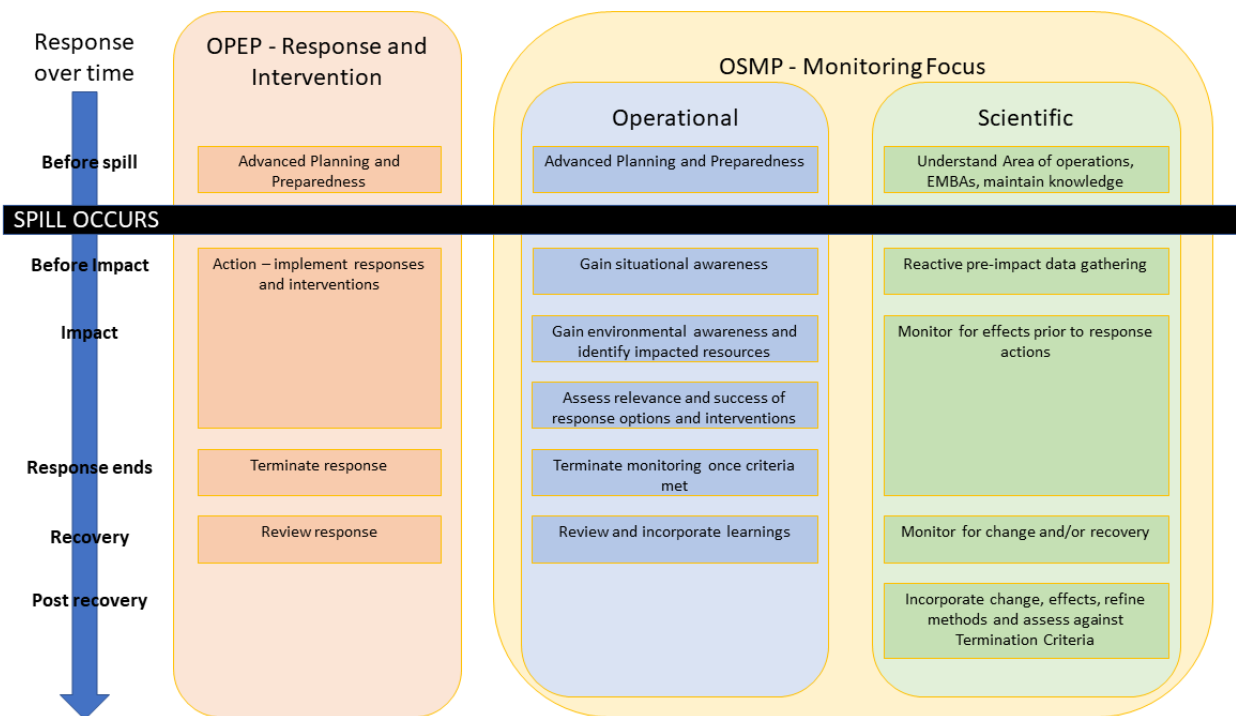 Response
over time
OPEP - Response and
Intervention
OSMP - Monitoring Focus
Operational
Scientific
Before spill
Advanced Planning and
Preparedness
Advanced Planning and Preparedness
Understand Area of operations,
EMBAs, maintain knowledge
SPILL OCCURS
Before Impact
Action – implement responses
and interventions
Gain situational awareness
Reactive pre-impact data gathering
Impact
Gain environmental awareness and
identify impacted resources
Monitor for effects prior to response
actions
Assess relevance and success of
response options and interventions
Response ends
Terminate response
Terminate monitoring once criteria
met
Recovery
Review response
Review and incorporate learnings
Monitor for change and/or recovery
Post recovery
Incorporate change, effects, refine
methods and assess against
Termination Criteria